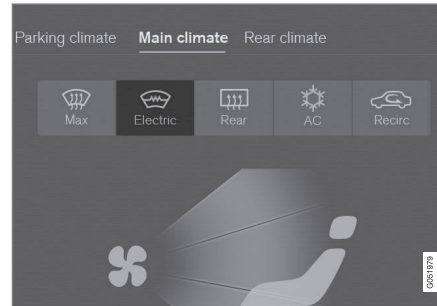 Parking climate Main climate Rear climate
Max Electric Rear AC Recirc
G051979